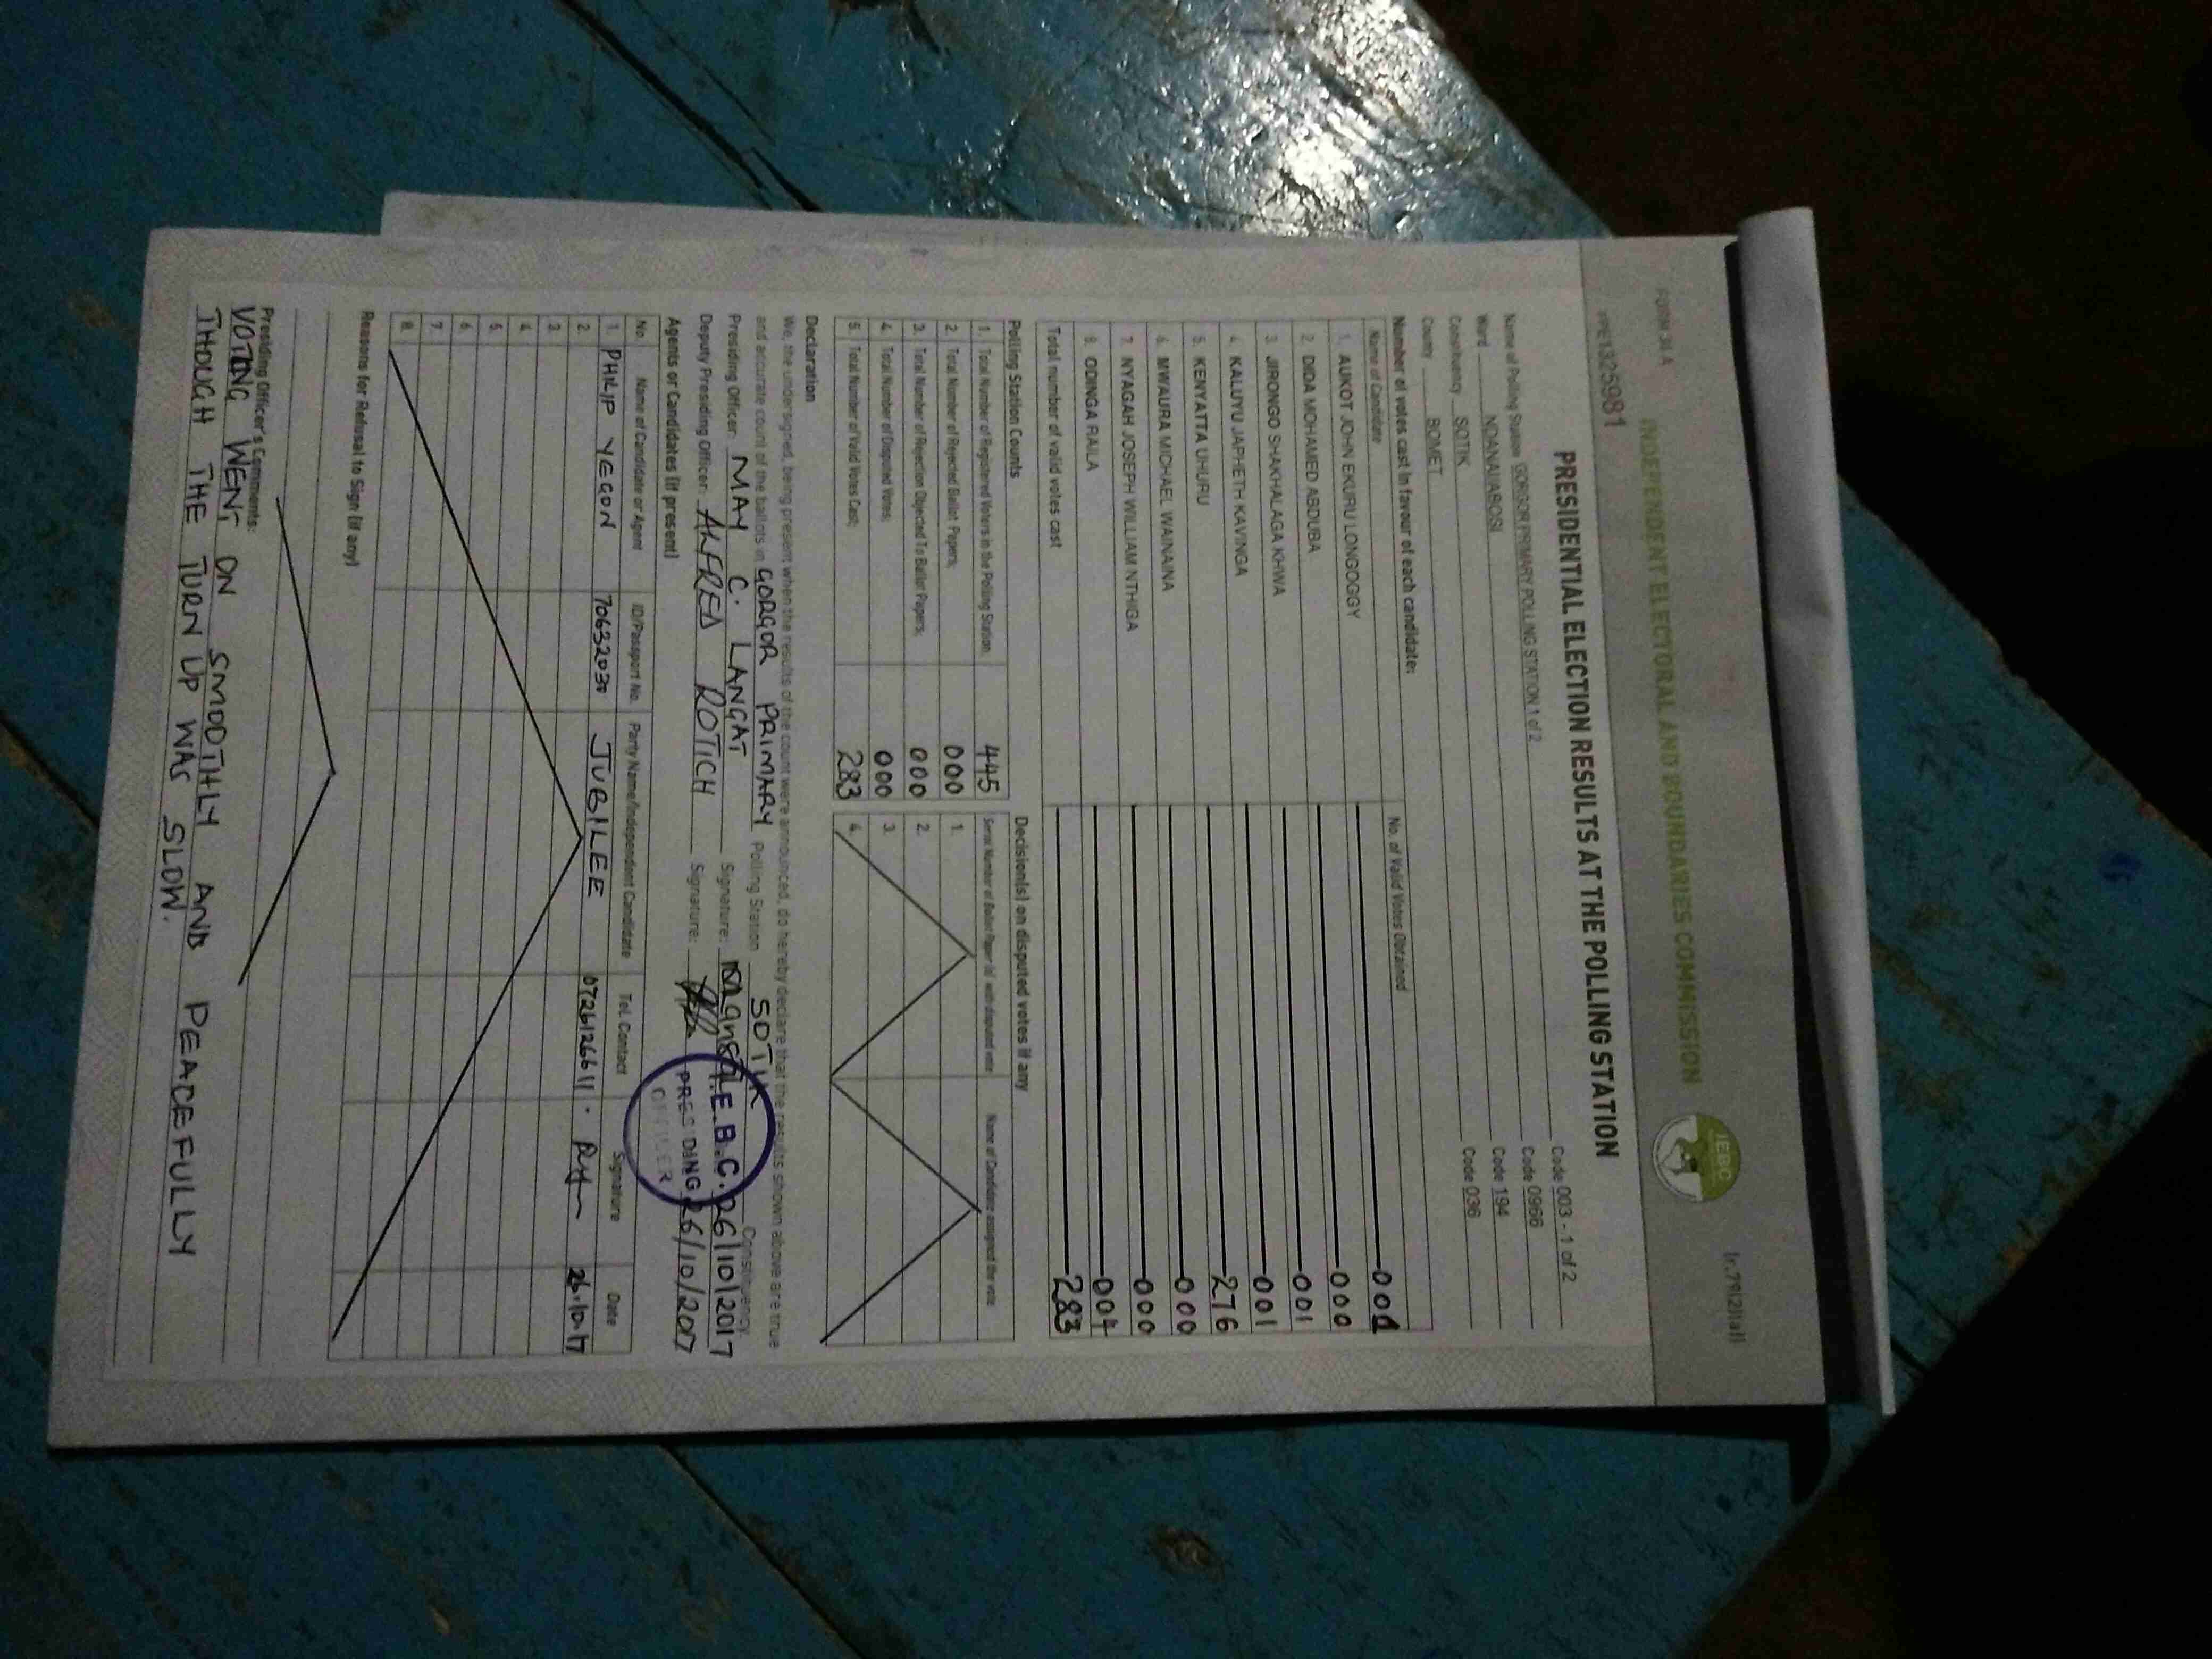 FORM 34 A
(r.79(2)(a))
INDEPENDENT ELECTORAL AND BOUNDARIES COMMISSION
IEBC
PPE1325981
PRESIDENTIAL ELECTION RESULTS AT THE POLLING STATION
Name of Polling Station GORGOR PRIMARY POLLING STATION 1 of 2 Code 003 - 1 of 2
Ward NDANAI/ABOSI Code 0966
Constituency SOTIK Code 194
County BOMET Code 036
Number of votes cast in favour of each candidate:
Name of Candidate No. of Valid Votes Obtained
1. AUKOT JOHN EKURU LONGOGGY 001
2. DIDA MOHAMED ABDUBA 000
3. JIRONGO SHAKHALAGA KHWA 001
4. KALUYU JAPHETH KAVINGA 001
5. KENYATTA UHURU 276
6. MWAURA MICHAEL WAINAINA 000
7. NYAGAH JOSEPH WILLIAM NTHIGA 000
8. ODINGA RAILA 004
Total number of valid votes cast 283
Polling Station Counts Decision(s) on disputed votes if any
Serial Number of Ballot Paper (s) with disputed vote Name of Candidate assigned the vote
1. Total Number of Registered Voters in the Polling Station; 445 1.
2. Total Number of Rejected Ballot Papers; 000 2.
3. Total Number of Rejection Objected To Ballot Papers; 000 3.
4. Total Number of Disputed Votes; 000 4.
5. Total Number of Valid Votes Cast; 283
Declaration
We, the undersigned, being present when the results of the count were announced, do hereby declare that the results shown above are true
and accurate count of the ballots in GORGOR PRIMARY Polling Station SOTIK Constituency.
Presiding Officer: MAY C. LANGAT Signature: 26/10/2017
Deputy Presiding Officer: ALFRED ROTICH Signature: 26/10/2017
I.E.B.C.
PRESIDING
OFFICER
Agents or Candidates (if present)
No. Name of Candidate or Agent ID/Passport No. Party Name/Independent Candidate Tel. Contact Signature Date
1. PHILIP YEGON 70632030 JUBILEE 0726126611. 26.10.17
2.
3.
4.
5.
6.
7.
8.
Reasons for Refusal to Sign (if any)
Presiding Officer's Comments:
VOTING WENT ON SMOOTHLY AND PEACEFULLY
THOUGH THE TURN UP WAS SLOW.